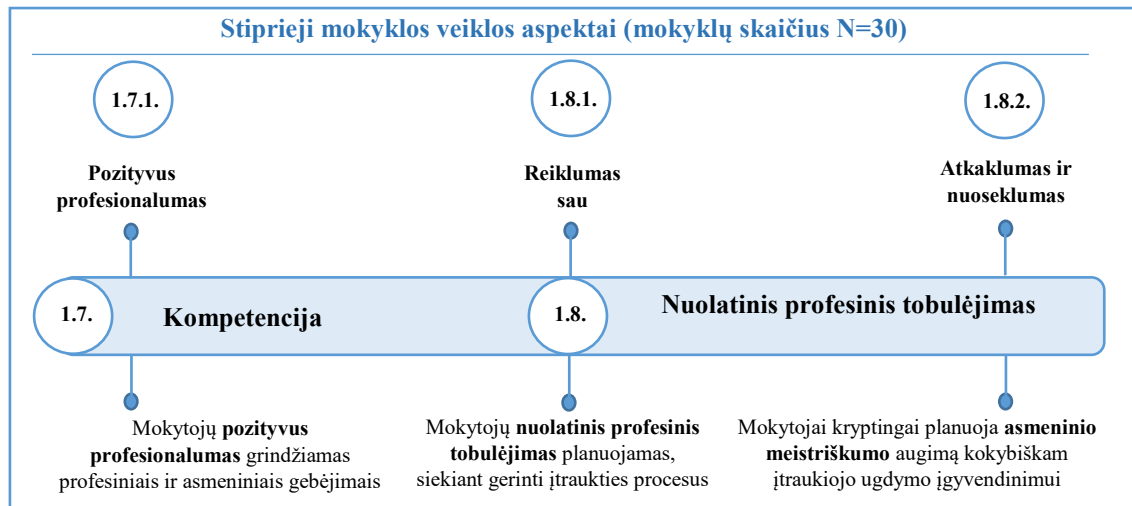 Stiprieji mokyklos veiklos aspektai (mokyklų skaičius N=30)
1.7.1.
1.8.1.
1.8.2.
Pozityvus
profesionalumas
Reiklumas
sau
Atkaklumas ir
nuoseklumas
1.7.
Kompetencija
1.8.
Nuolatinis profesinis tobulėjimas
Mokytojų pozityvus
profesionalumas grindžiamas
profesiniais ir asmeniniais gebėjimais
Mokytojų nuolatinis profesinis
tobulėjimas planuojamas,
siekiant gerinti įtraukties procesus
Mokytojai kryptingai planuoja asmeninio
meistriškumo augimą kokybiškam
įtraukiojo ugdymo įgyvendinimui